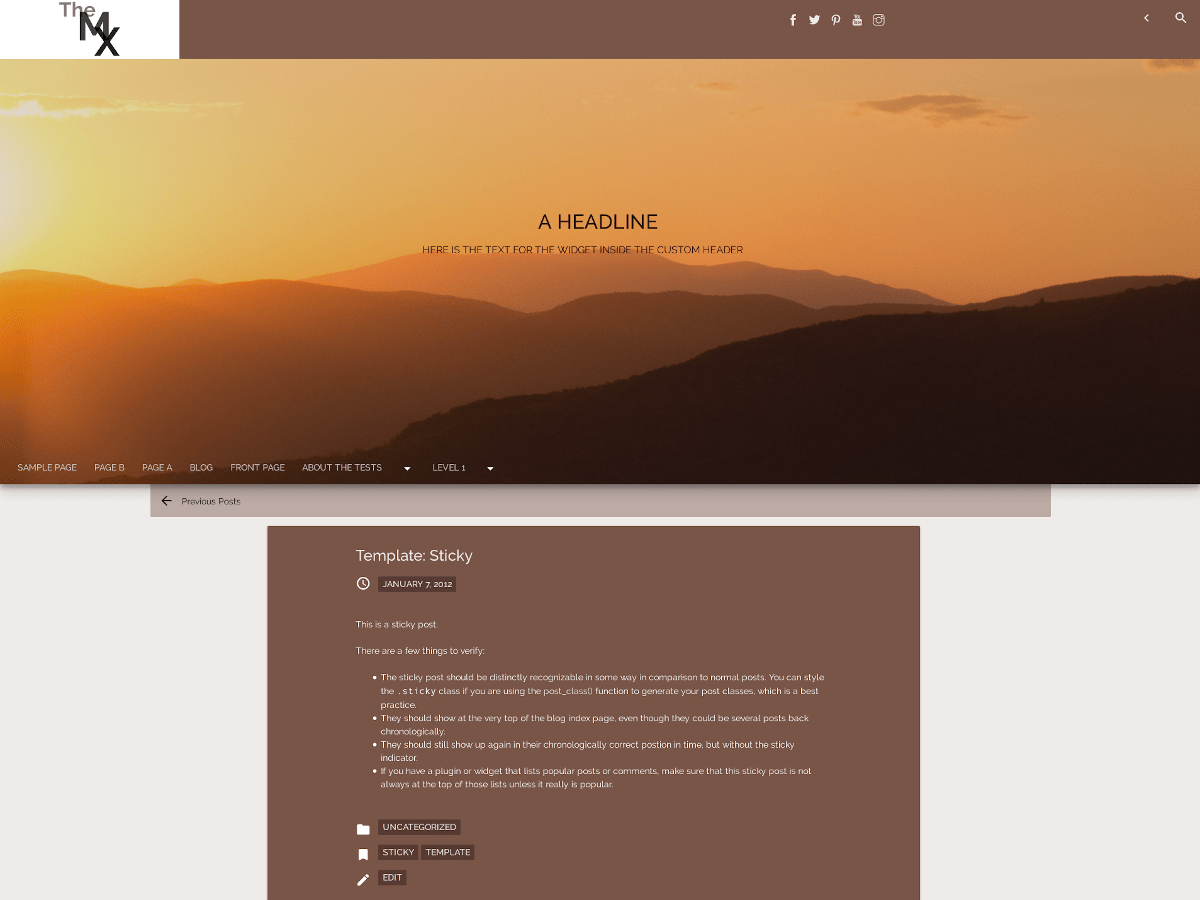 The
MX
A HEADLINE
HERE IS THE TEXT FOR THE WIDGET INSIDE THE CUSTOM HEADER
SAMPLE PAGE PAGE B PAGE A BLOG FRONT PAGE ABOUT THE TESTS LEVEL 1
Previous Posts
Template: Sticky
JANUARY 7, 2012
This is a sticky post.
There are a few things to verify:
The sticky post should be distinctly recognizable in some way in comparison to normal posts. You can style
the .sticky class if you are using the post_class() function to generate your post classes, which is a best
practice.
They should show at the very top of the blog index page, even though they could be several posts back
chronologically.
They should still show up again in their chronologically correct postion in time, but without the sticky
indicator.
If you have a plugin or widget that lists popular posts or comments, make sure that this sticky post is not
always at the top of those lists unless it really is popular.
UNCATEGORIZED
STICKY TEMPLATE
EDIT